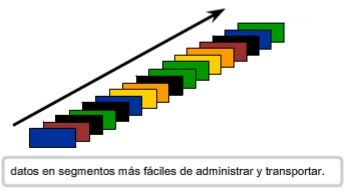 datos en segmentos más fáciles de administrar y transportar.